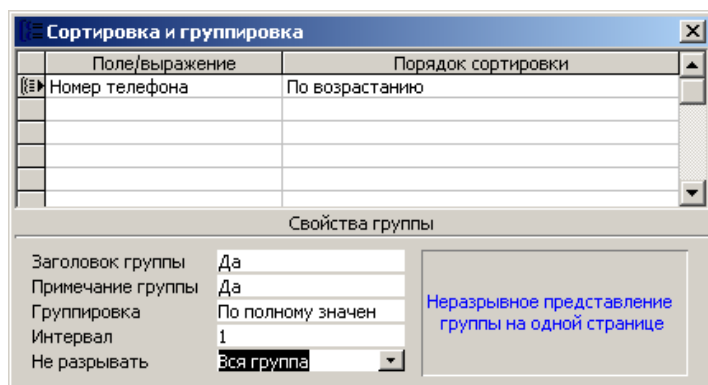 Сортировка и группировка
Поле/выражение Порядок сортировки
Номер телефона По возрастанию
Свойства группы
Заголовок группы Да
Примечание группы Да
Группировка По полному значен
Интервал 1
Не разрывать Вся группа
Неразрывное представление
группы на одной странице